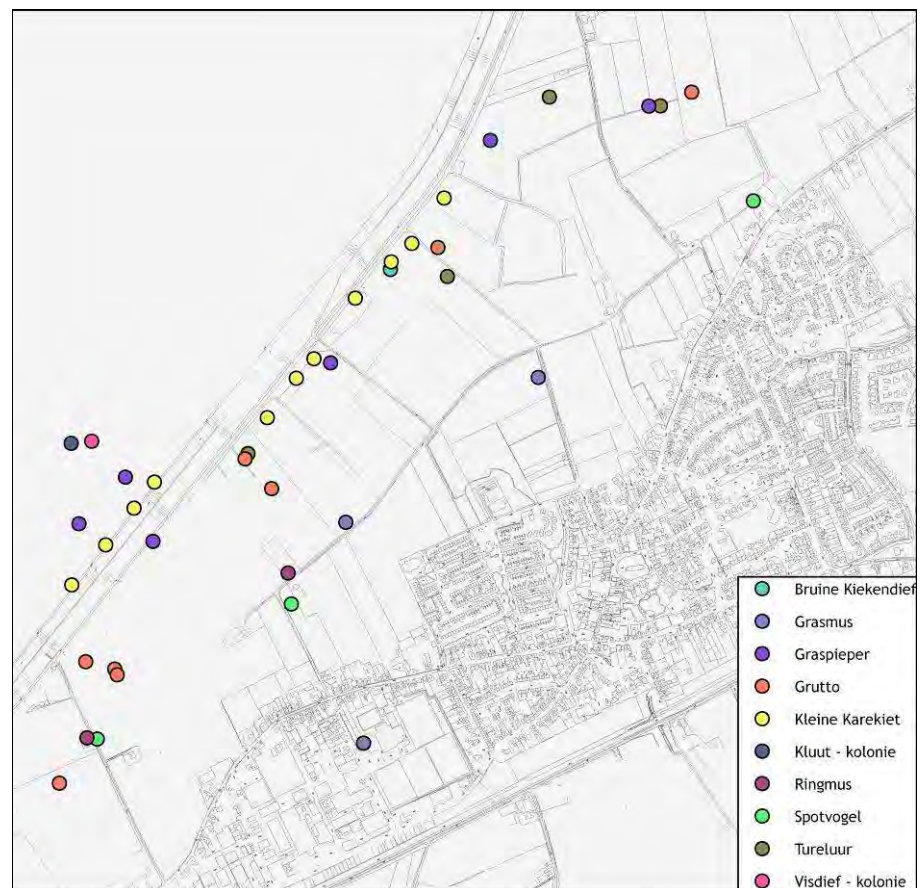 Bruine Kiekendief
Grasmus
Graspieper
Grutto
Kleine Karekiet
Kluut - kolonie
Ringmus
Spotvogel
Tureluur
Visdief - kolonie